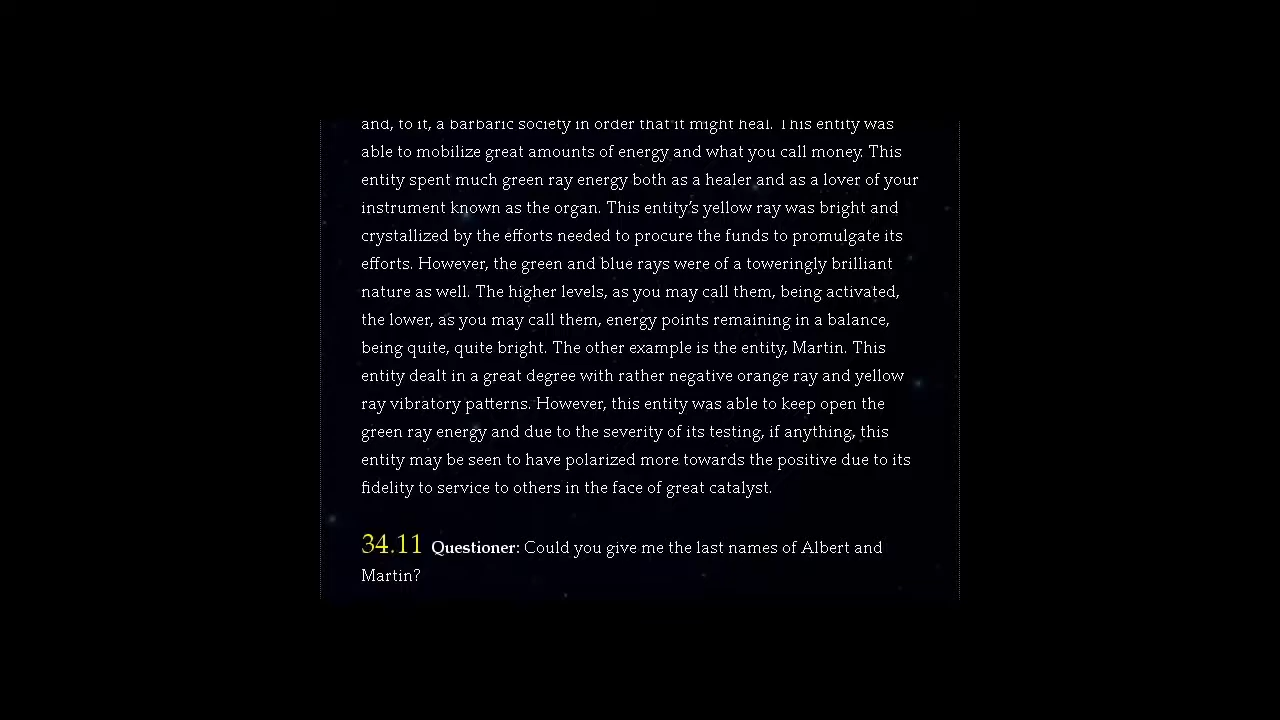 and, to it, a barbaric society in order that it might heal. This entity was
able to mobilize great amounts of energy and what you call money. This
entity spent much green ray energy both as a healer and as a lover of your
instrument known as the organ. This entity’s yellow ray was bright and
crystallized by the efforts needed to procure the funds to promulgate its
efforts. However, the green and blue rays were of a toweringly brilliant
nature as well. The higher levels, as you may call them, being activated,
the lower, as you may call them, energy points remaining in a balance,
being quite, quite bright. The other example is the entity, Martin. This
entity dealt in a great degree with rather negative orange ray and yellow
ray vibratory patterns. However, this entity was able to keep open the
green ray energy and due to the severity of its testing, if anything, this
entity may be seen to have polarized more towards the positive due to its
fidelity to service to others in the face of great catalyst.
34.11 Questioner: Could you give me the last names of Albert and
Martin?